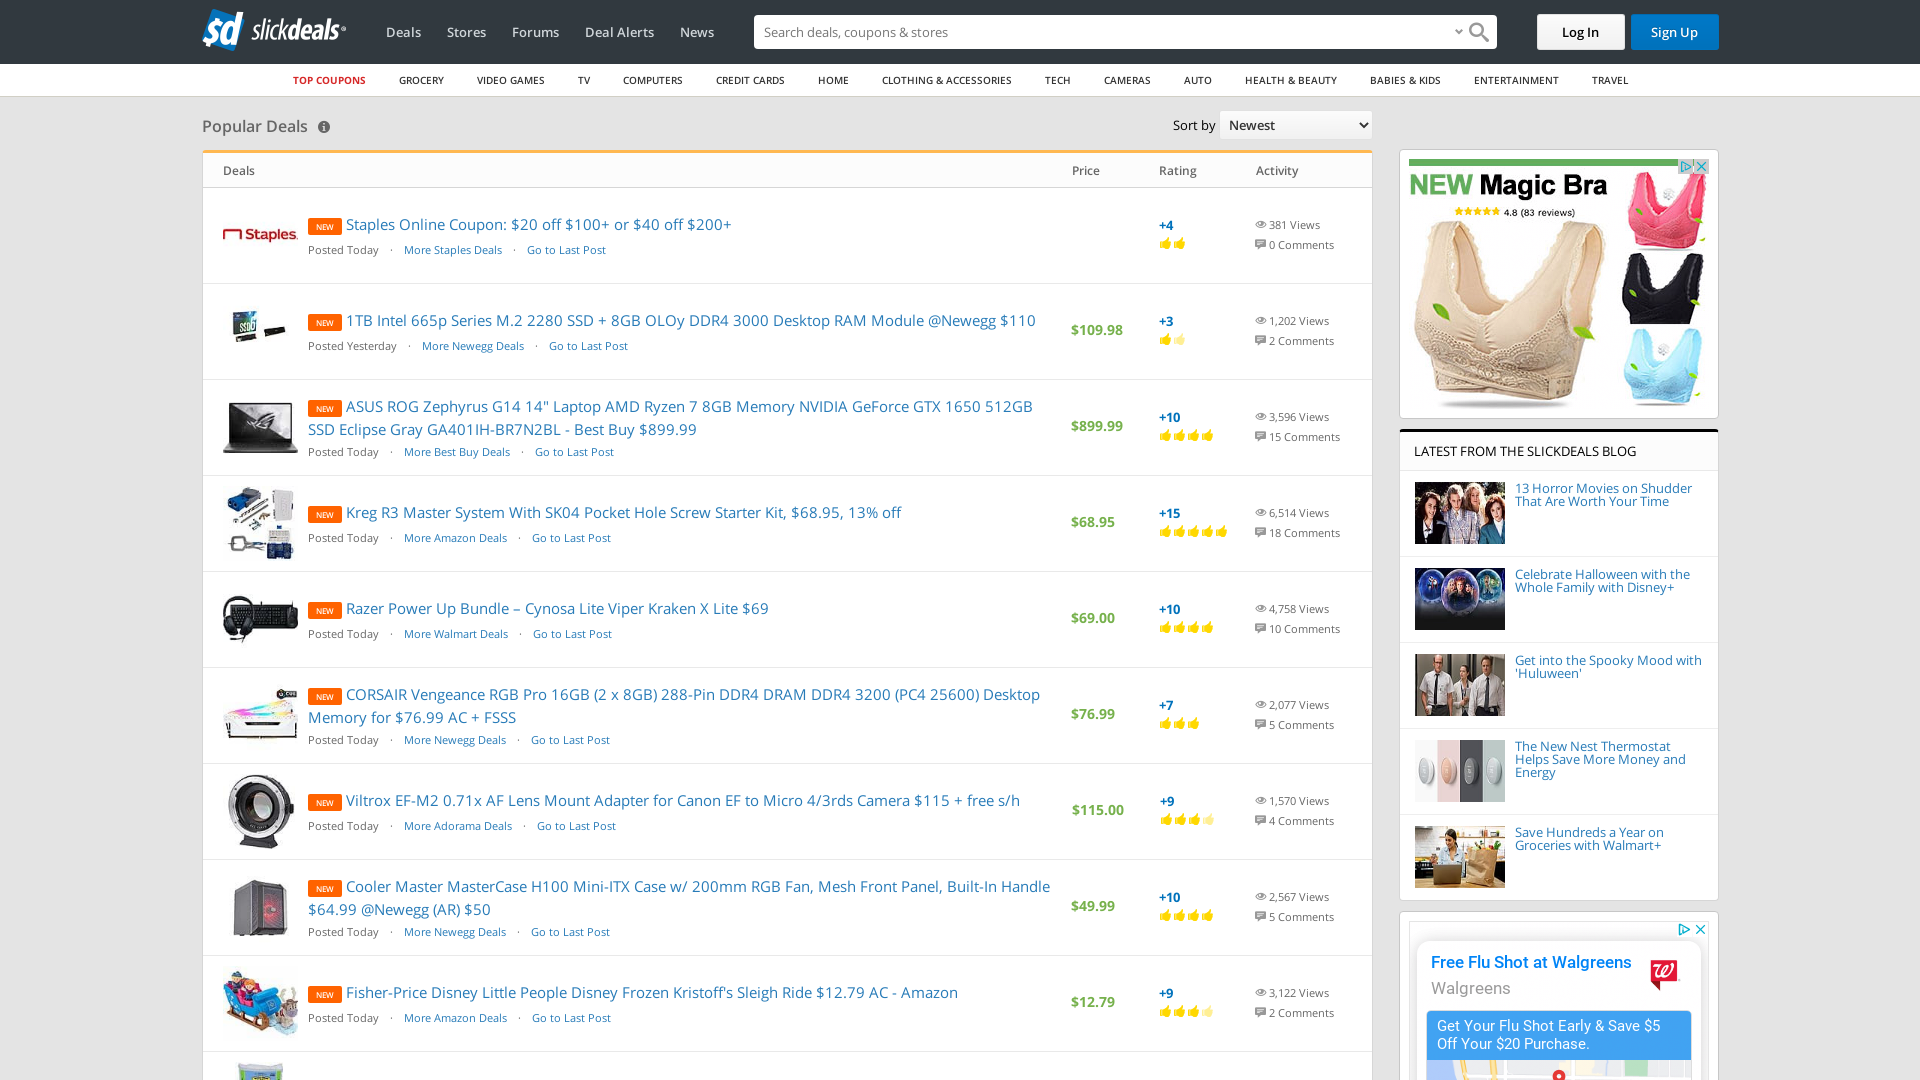 slickdeals
Deals
Stores
Forums
Deal Alerts
News
Search deals, coupons & stores
Log In
Sign Up
TOP COUPONS
GROCERY
VIDEO GAMES
TV
COMPUTERS
CREDIT CARDS
HOME
CLOTHING & ACCESSORIES
TECH
CAMERAS
AUTO
HEALTH & BEAUTY
BABIES & KIDS
ENTERTAINMENT
TRAVEL
Popular Deals
Sort by
Newest
Deals Price Rating Activity
NEW Staples Online Coupon: $20 off $100+ or $40 off $200+
Staples
Posted Today · More Staples Deals · Go to Last Post
+4
381 Views
0 Comments
NEW 1TB Intel 665p Series M.2 2280 SSD + 8GB OLOy DDR4 3000 Desktop RAM Module @Newegg $110
Posted Yesterday · More Newegg Deals · Go to Last Post
$109.98
+3
1,202 Views
2 Comments
NEW ASUS ROG Zephyrus G14 14" Laptop AMD Ryzen 7 8GB Memory NVIDIA GeForce GTX 1650 512GB
SSD Eclipse Gray GA401IH-BR7N2BL - Best Buy $899.99
Posted Today · More Best Buy Deals · Go to Last Post
$899.99
+10
3,596 Views
15 Comments
NEW Kreg R3 Master System With SK04 Pocket Hole Screw Starter Kit, $68.95, 13% off
Posted Today · More Amazon Deals · Go to Last Post
$68.95
+15
6,514 Views
18 Comments
NEW Razer Power Up Bundle – Cynosa Lite Viper Kraken X Lite $69
Posted Today · More Walmart Deals · Go to Last Post
$69.00
+10
4,758 Views
10 Comments
NEW CORSAIR Vengeance RGB Pro 16GB (2 x 8GB) 288-Pin DDR4 DRAM DDR4 3200 (PC4 25600) Desktop
Memory for $76.99 AC + FSSS
Posted Today · More Newegg Deals · Go to Last Post
$76.99
+7
2,077 Views
5 Comments
NEW Viltrox EF-M2 0.71x AF Lens Mount Adapter for Canon EF to Micro 4/3rds Camera $115 + free s/h
Posted Today · More Adorama Deals · Go to Last Post
$115.00
+9
1,570 Views
4 Comments
NEW Cooler Master MasterCase H100 Mini-ITX Case w/ 200mm RGB Fan, Mesh Front Panel, Built-In Handle
$64.99 @Newegg (AR) $50
Posted Today · More Newegg Deals · Go to Last Post
$49.99
+10
2,567 Views
5 Comments
NEW Fisher-Price Disney Little People Disney Frozen Kristoff's Sleigh Ride $12.79 AC - Amazon
Posted Today · More Amazon Deals · Go to Last Post
$12.79
+9
3,122 Views
2 Comments
NEW Magic Bra
4.8 (83 reviews)
LATEST FROM THE SLICKDEALS BLOG
13 Horror Movies on Shudder
That Are Worth Your Time
Celebrate Halloween with the
Whole Family with Disney+
Get into the Spooky Mood with
'Huluween'
The New Nest Thermostat
Helps Save More Money and
Energy
Save Hundreds a Year on
Groceries with Walmart+
Free Flu Shot at Walgreens
Walgreens
Get Your Flu Shot Early & Save $5
Off Your $20 Purchase.